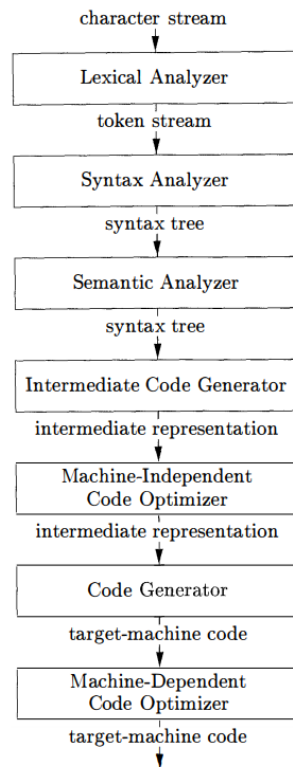 character stream
Lexical Analyzer
token stream
Syntax Analyzer
syntax tree
Semantic Analyzer
syntax tree
Intermediate Code Generator
intermediate representation
Machine-Independent
Code Optimizer
intermediate representation
Code Generator
target-machine code
Machine-Dependent
Code Optimizer
target-machine code